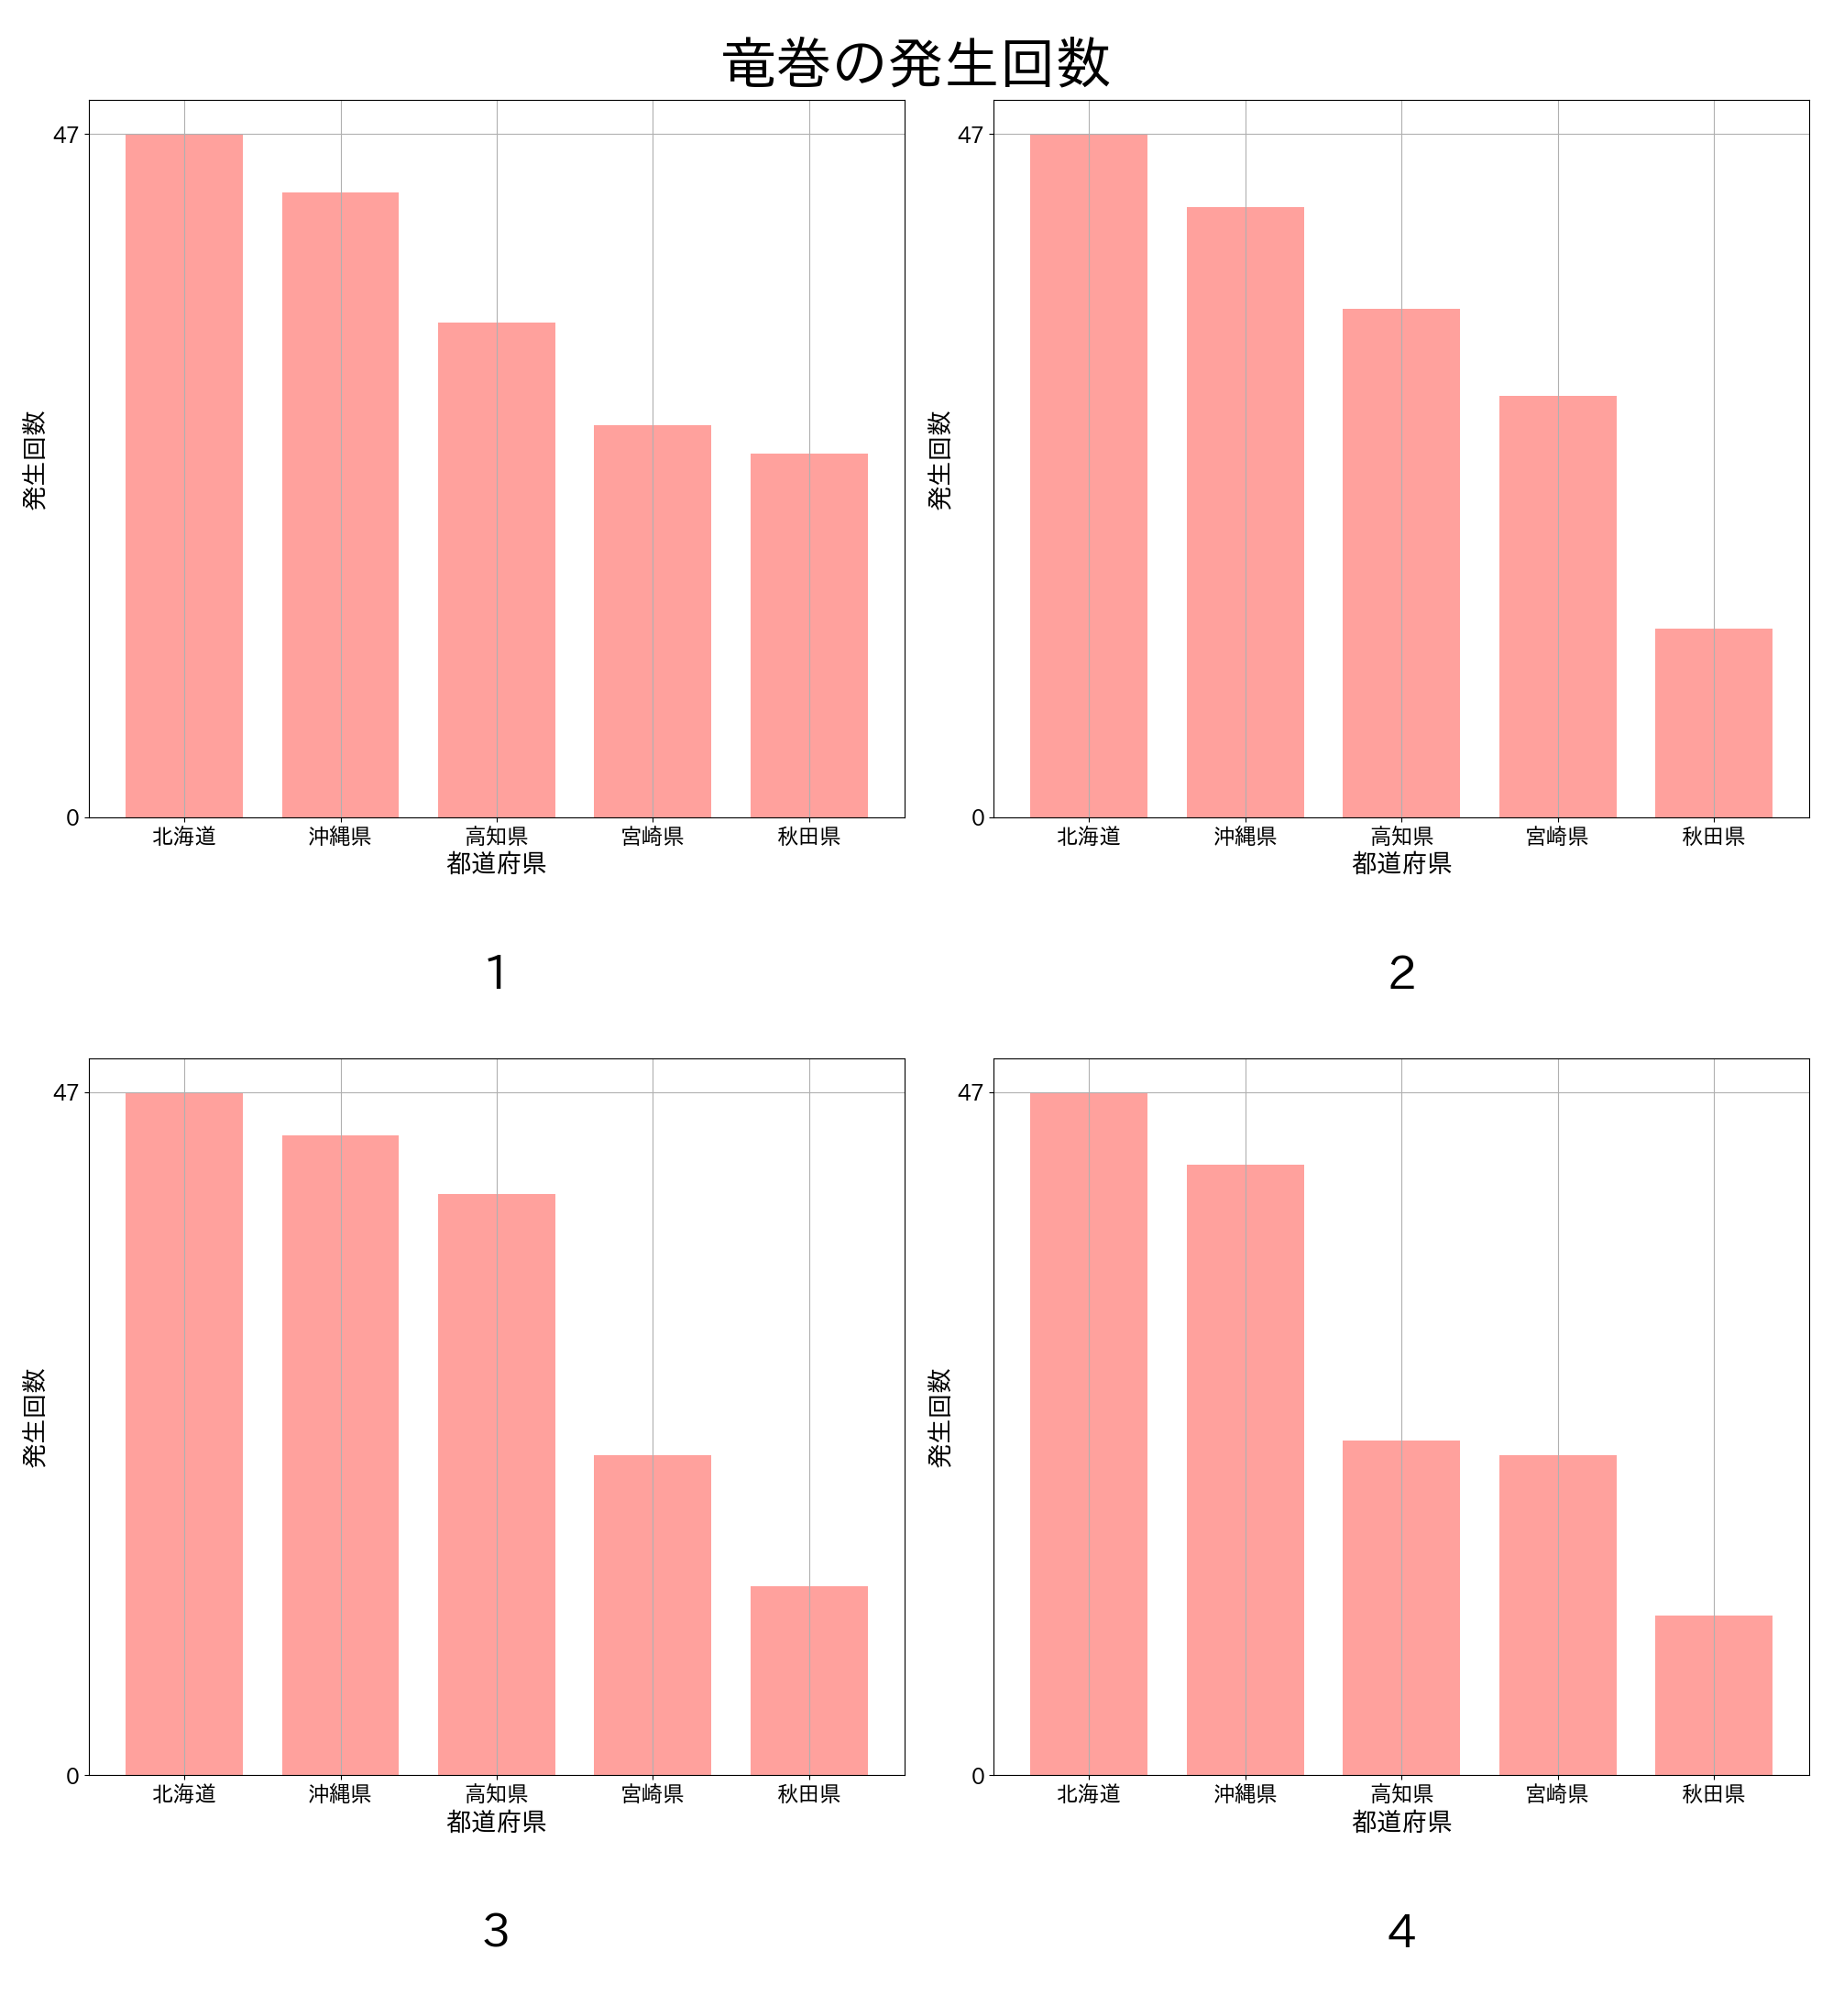 竜巻の発生回数
47
0
発生回数
北海道 沖縄県 高知県 宮崎県 秋田県
都道府県
1
47
0
発生回数
北海道 沖縄県 高知県 宮崎県 秋田県
都道府県
2
47
0
発生回数
北海道 沖縄県 高知県 宮崎県 秋田県
都道府県
3
47
0
発生回数
北海道 沖縄県 高知県 宮崎県 秋田県
都道府県
4